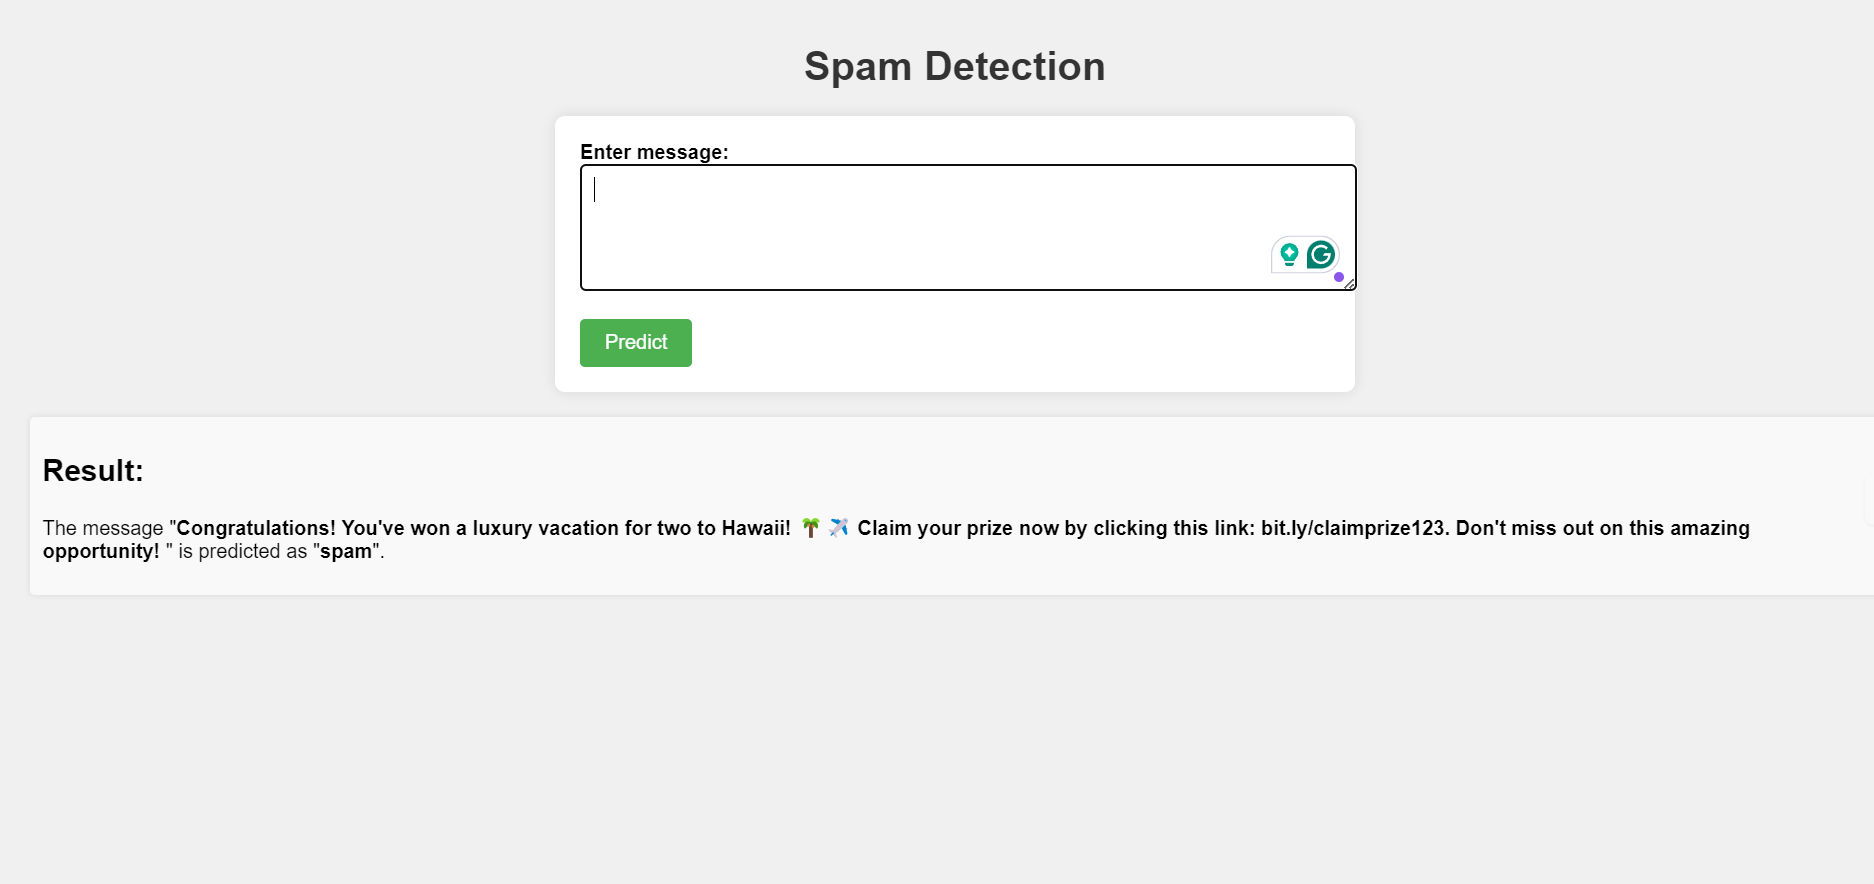 Spam Detection
Enter message:
Predict
Result:
The message "Congratulations! You've won a luxury vacation for two to Hawaii! 🌴 ✈️ Claim your prize now by clicking this link: bit.ly/claimprize123. Don't miss out on this amazing
opportunity! " is predicted as "spam".